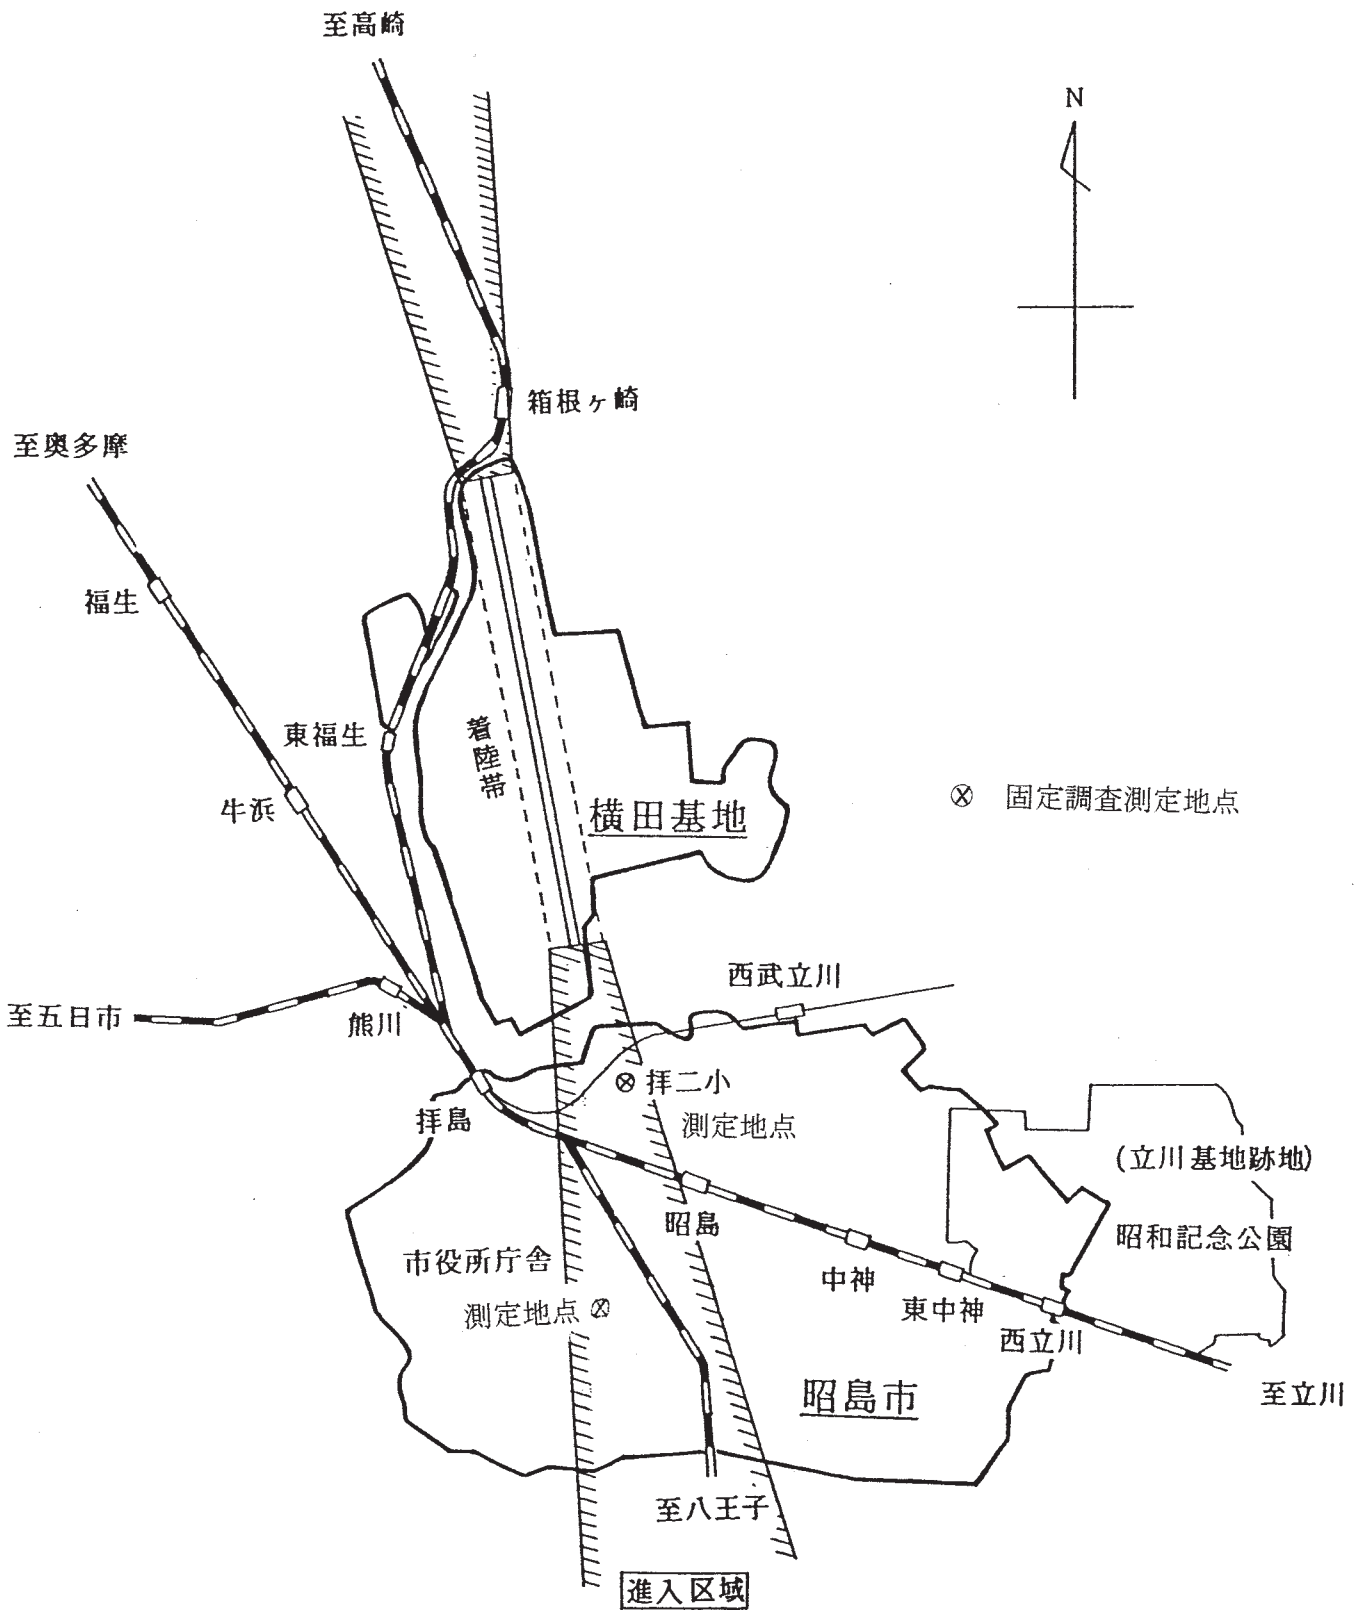 至高崎
N
箱根ヶ崎
至奥多摩
福生
東福生
着陸帯
牛浜
横田基地
固定調査測定地点
西武立川
至五日市
熊川
拝二小
拝島
測定地点
(立川基地跡地)
昭島
昭和記念公園
市役所庁舎
中神
測定地点
東中神
西立川
昭島市
至立川
至八王子
進入区域